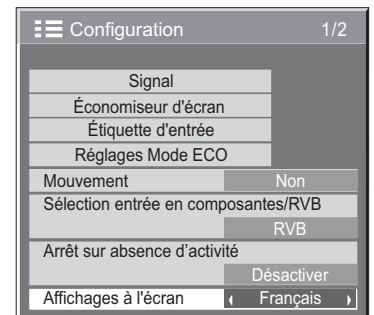 Configuration 1/2
Signal
Économiseur d'écran
Étiquette d'entrée
Réglages Mode ECO
Mouvement Non
Sélection entrée en composantes/RVB
RVB
Arrêt sur absence d’activité
Désactiver
Affichages à l'écran Français